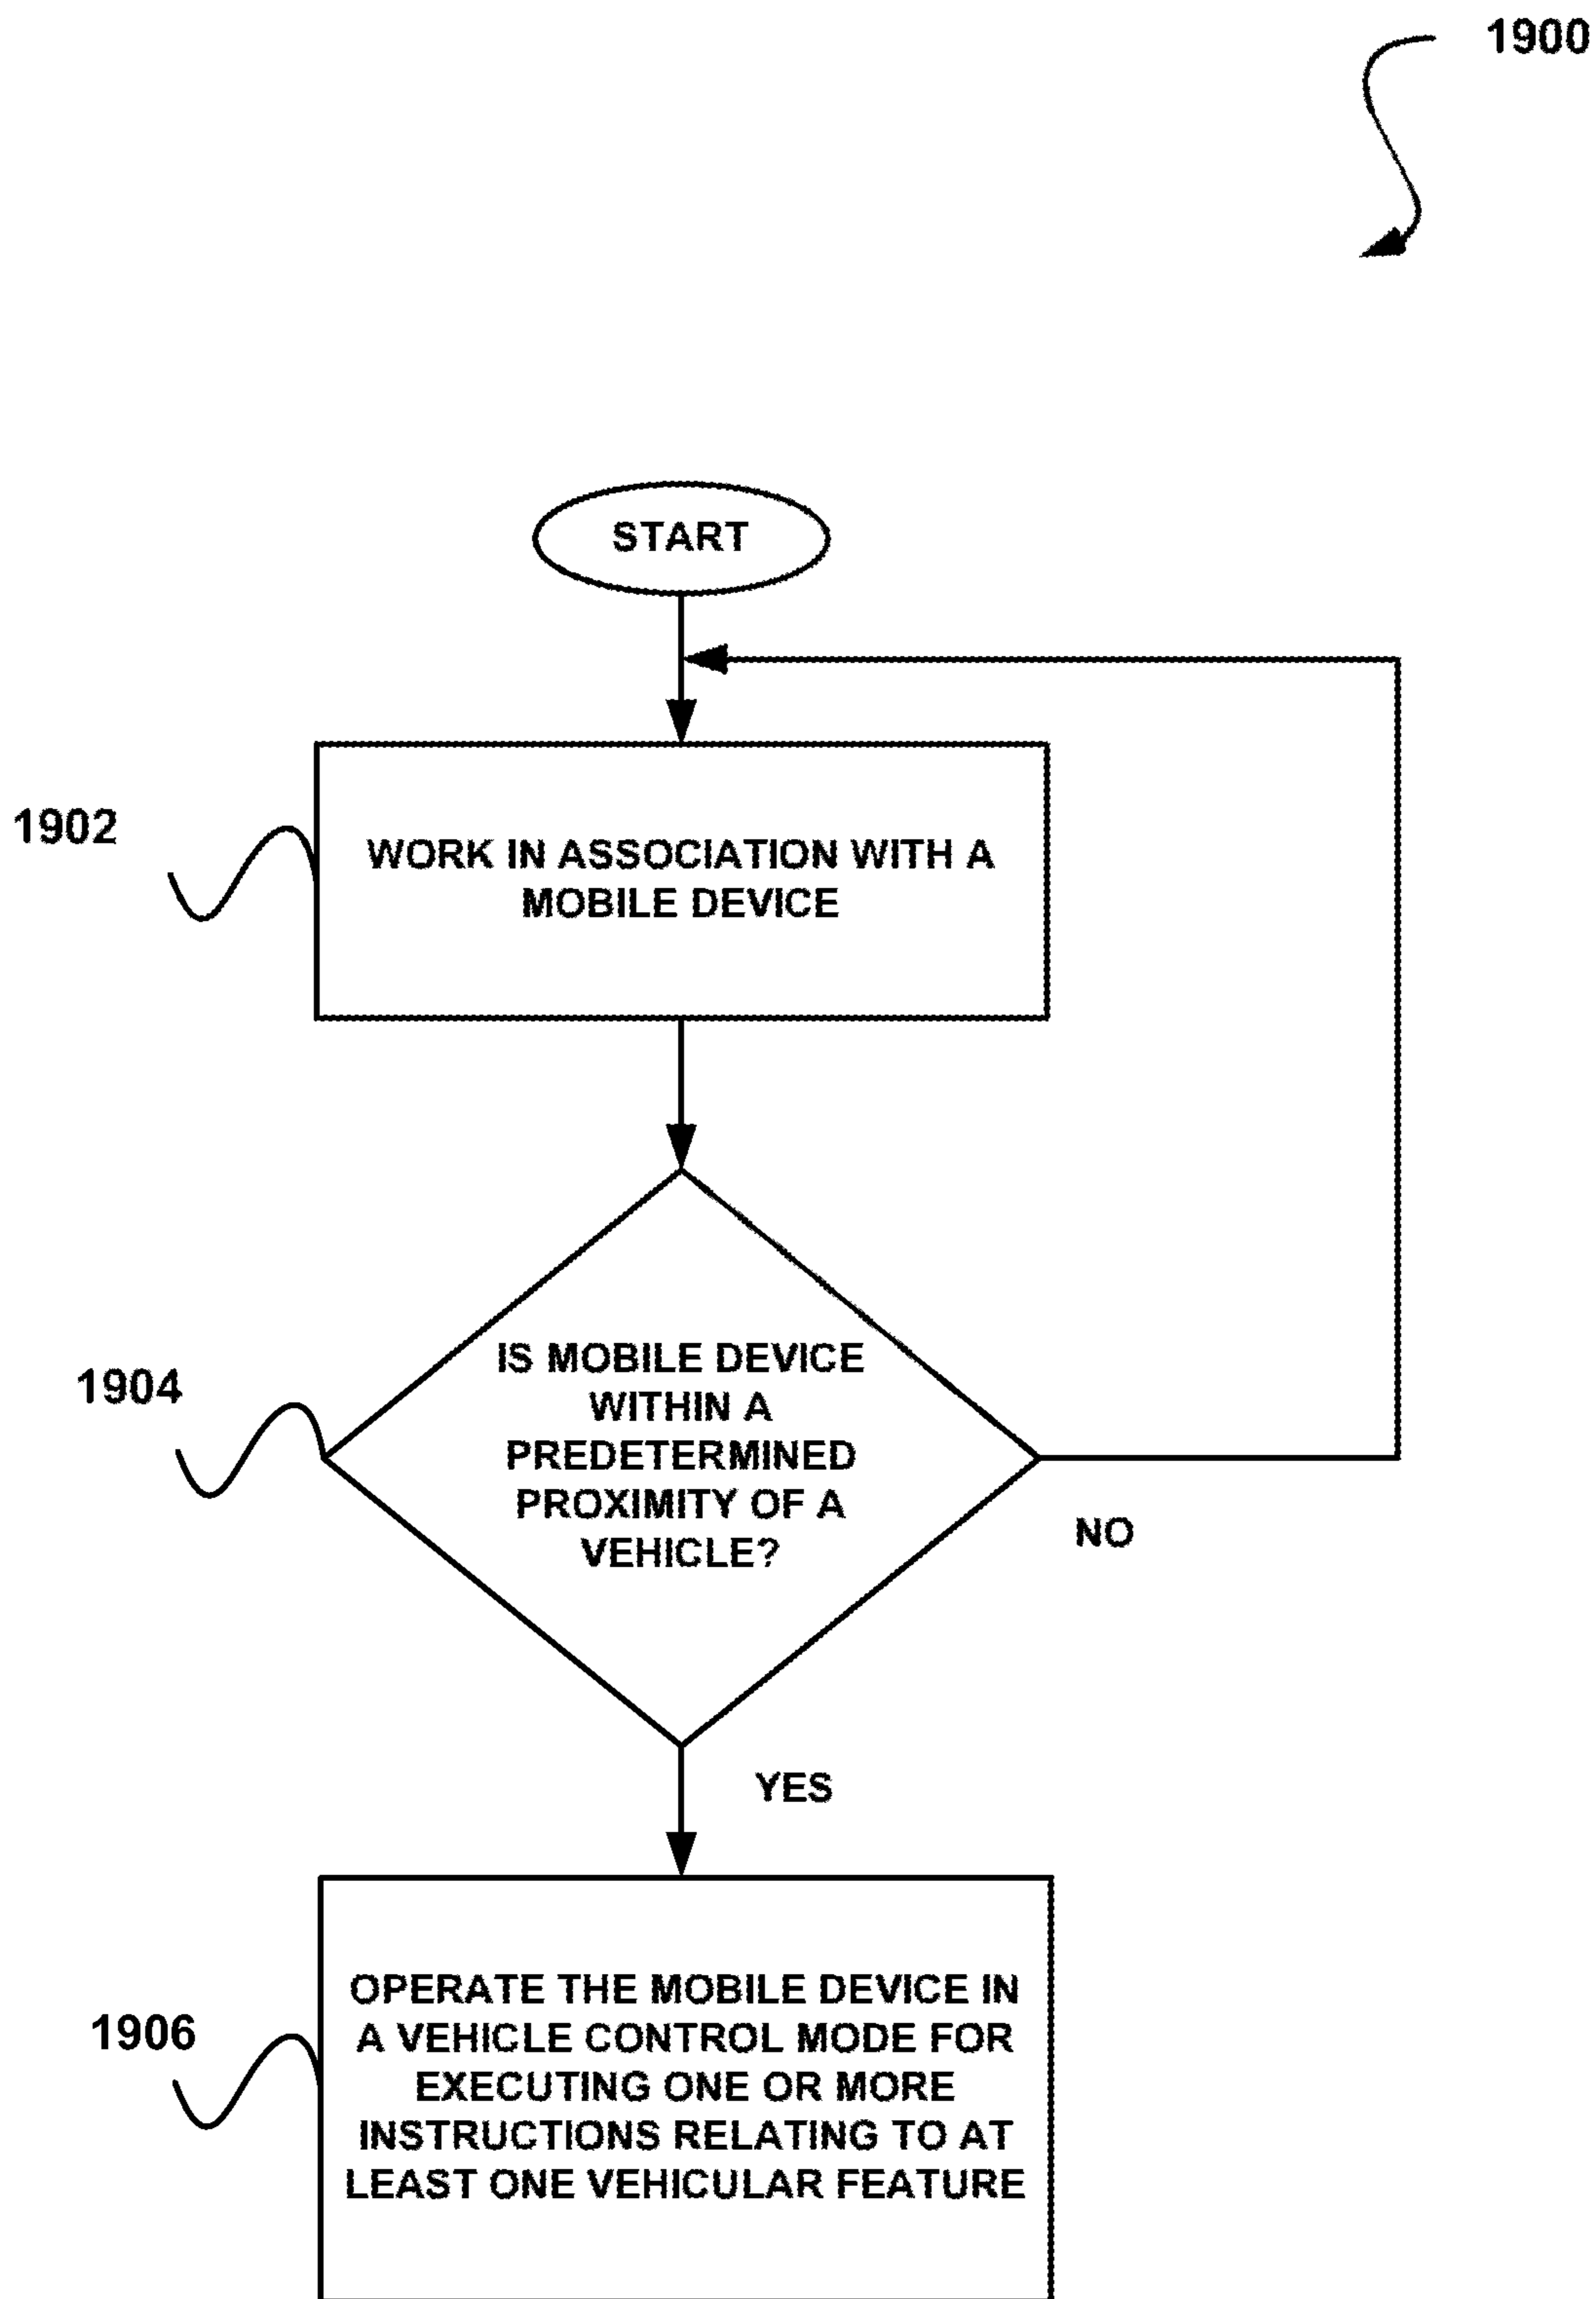 1900
START
1902
WORK IN ASSOCIATION WITH A
MOBILE DEVICE
1904
IS MOBILE DEVICE
WITHIN A
PREDETERMINED
PROXIMITY OF A
VEHICLE?
NO
YES
1906
OPERATE THE MOBILE DEVICE IN
A VEHICLE CONTROL MODE FOR
EXECUTING ONE OR MORE
INSTRUCTIONS RELATING TO AT
LEAST ONE VEHICULAR FEATURE